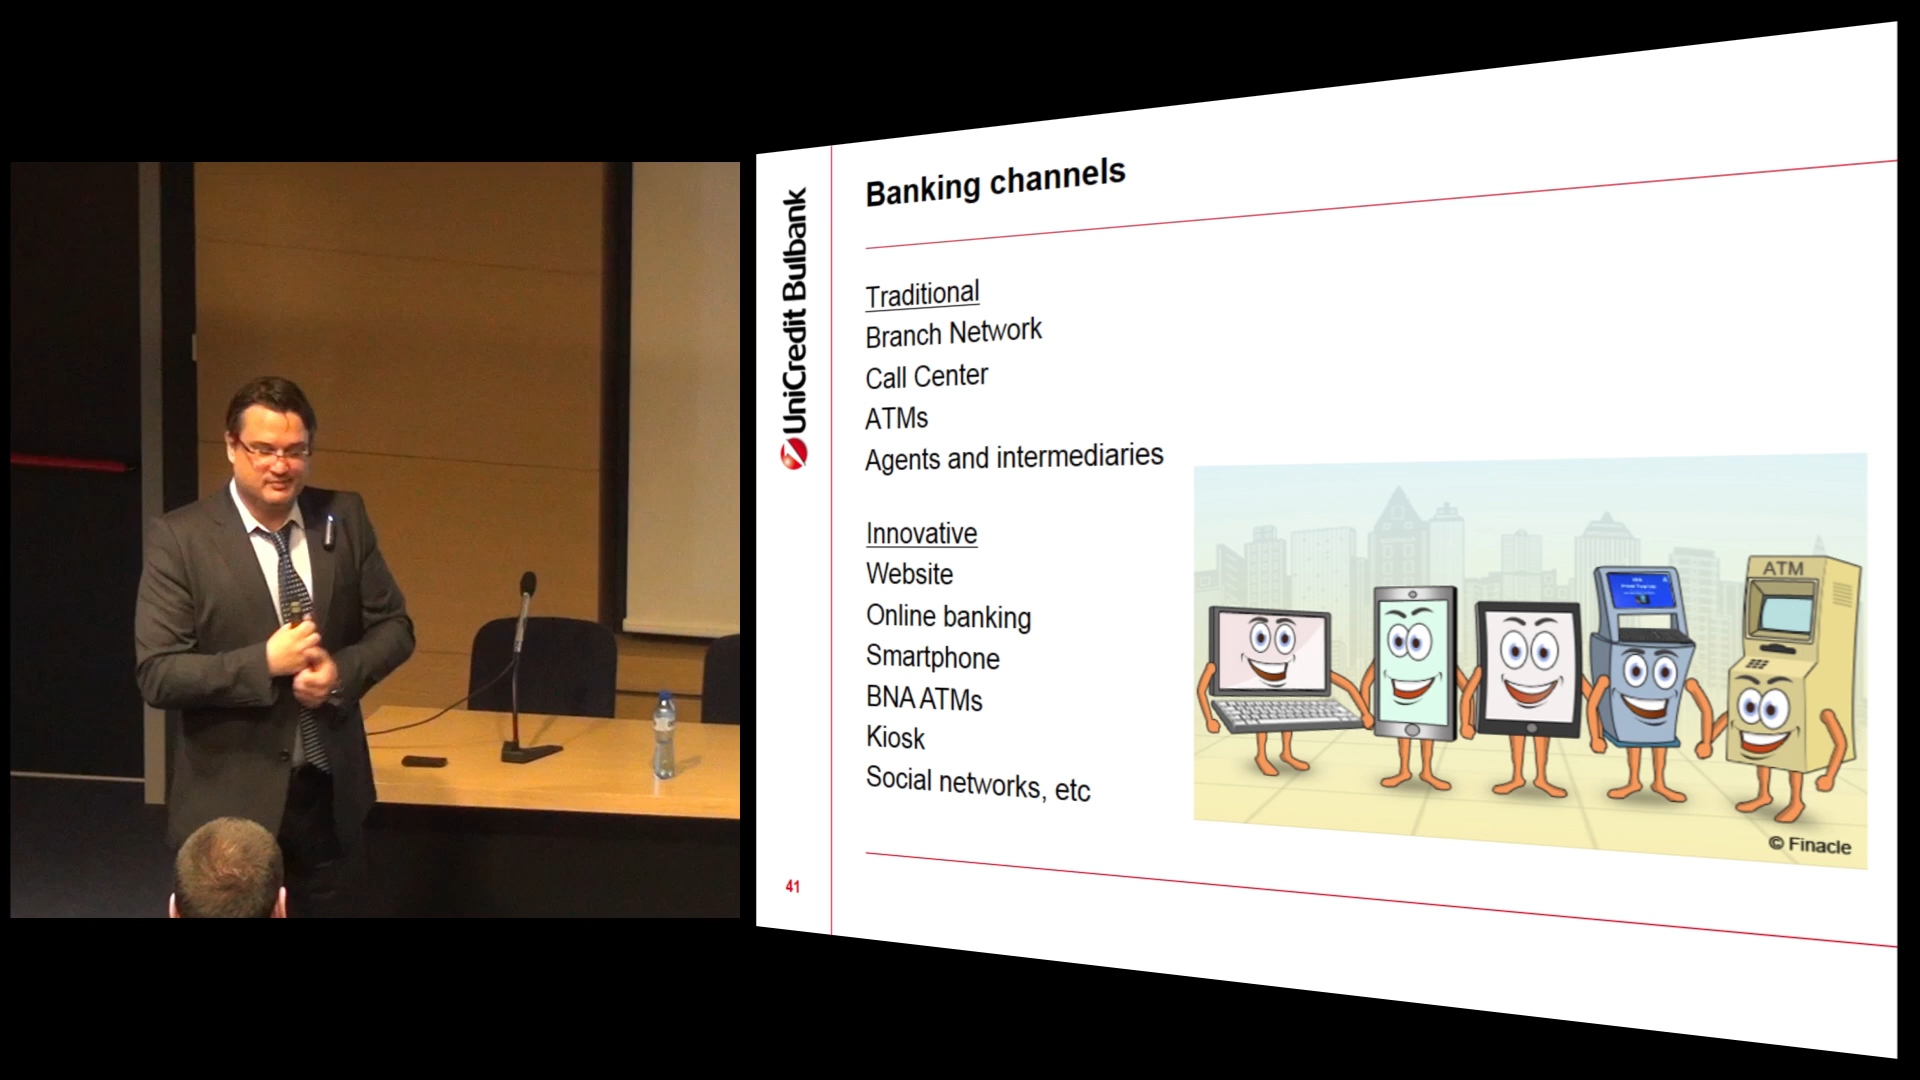 UniCredit Bulbank
Banking channels
Traditional
Branch Network
Call Center
ATMs
Agents and intermediaries
Innovative
Website
Online banking
Smartphone
BNA ATMs
Kiosk
Social networks, etc
ATM
© Finacle
41